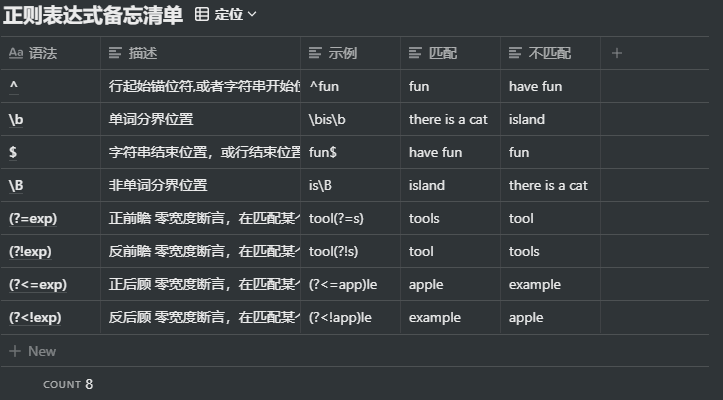 正则表达式备忘清单 定位
Aa 语法 描述 示例 匹配 不匹配 +
^ 行起始锚位符,或者字符串开始位 ^fun fun have fun
\b 单词分界位置 \bis\b there is a cat island
$ 字符串结束位置，或行结束位置 fun$ have fun fun
\B 非单词分界位置 is\B island there is a cat
(?=exp) 正前瞻 零宽度断言，在匹配某个 tool(?=s) tools tool
(?!exp) 反前瞻 零宽度断言，在匹配某个 tool(?!s) tool tools
(?<=exp) 正后顾 零宽度断言，在匹配某个 (?<=app)le apple example
(?<!exp) 反后顾 零宽度断言，在匹配某个 (?<!app)le example apple
+ New
COUNT 8